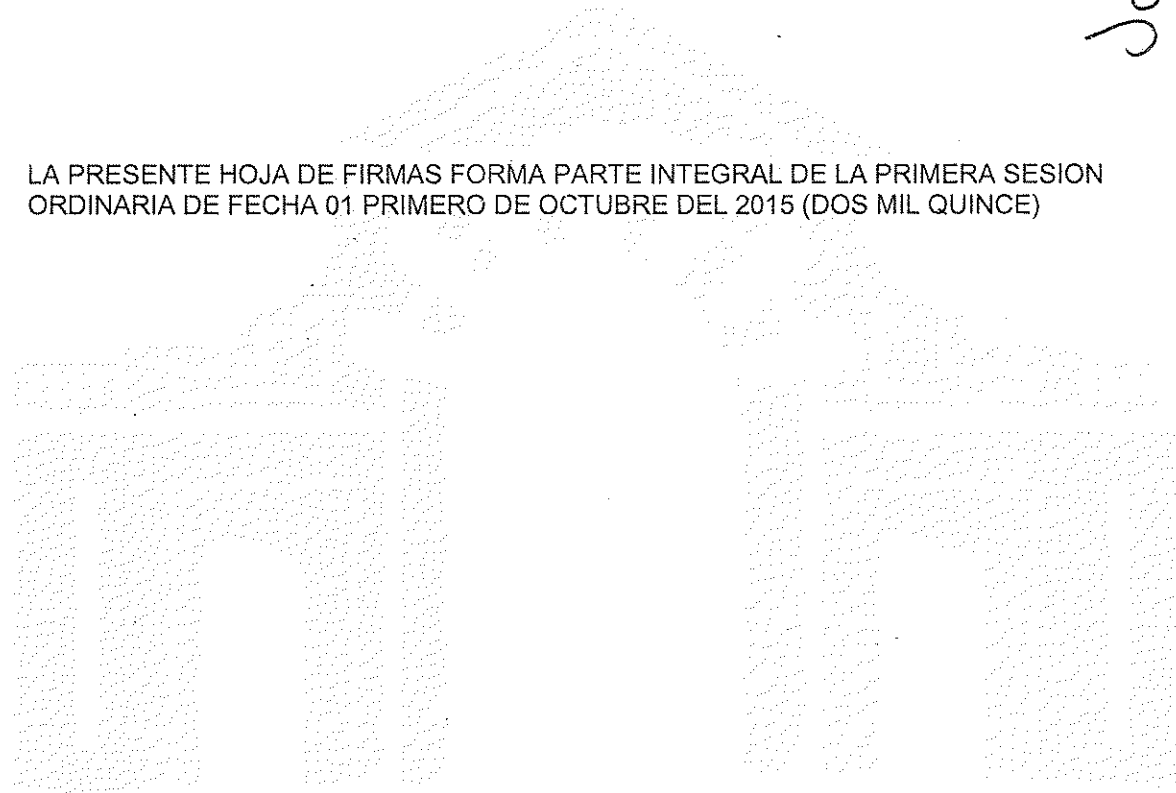 LA PRESENTE HOJA DE FIRMAS FORMA PARTE INTEGRAL DE LA PRIMERA SESION
ORDINARIA DE FECHA 01 PRIMERO DE OCTUBRE DEL 2015 (DOS MIL QUINCE)